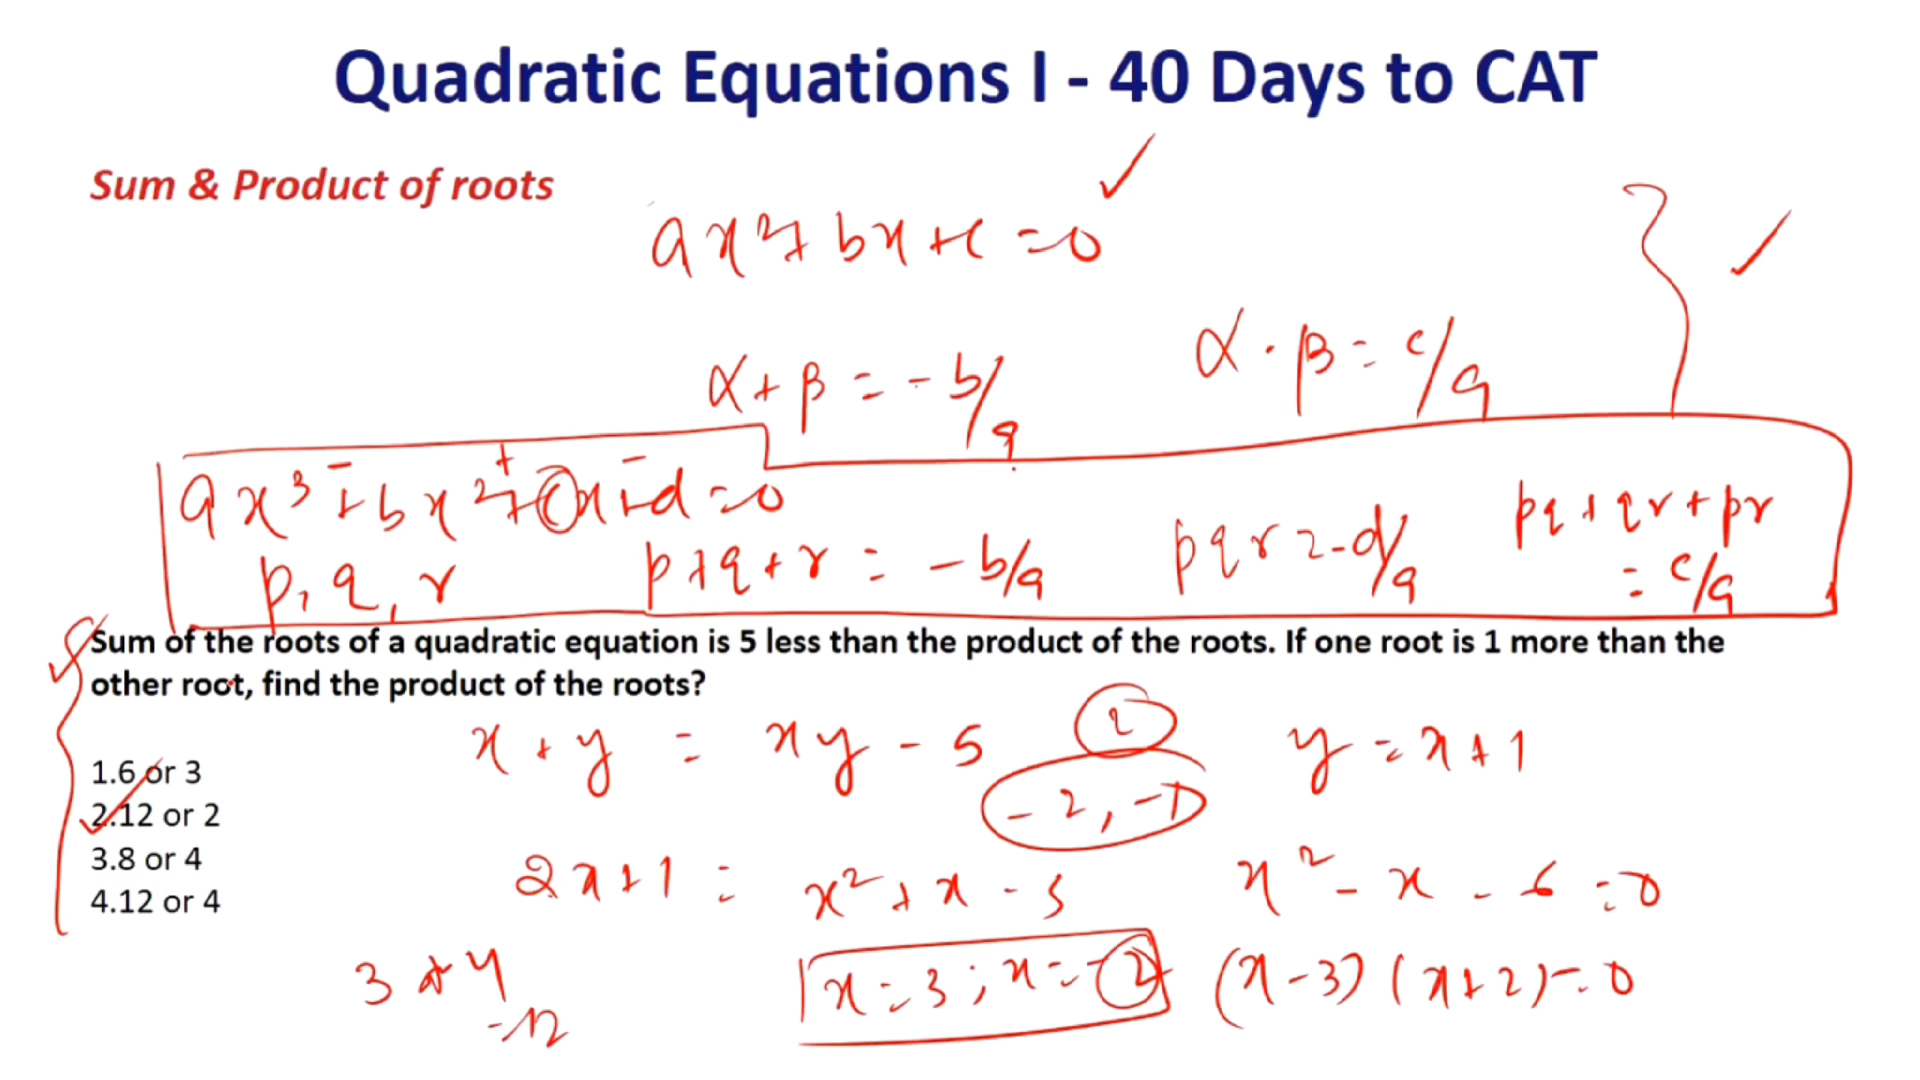 Quadratic Equations I - 40 Days to CAT
Sum & Product of roots
ax²+bx+c=0
α+β=-b/a
α·β=c/a
ax³+bx²+cx+d=0
- + -
p, q, r
p+q+r=-b/a
pqr=-d/a
pq+qr+pr
=c/a
Sum of the roots of a quadratic equation is 5 less than the product of the roots. If one root is 1 more than the
other root, find the product of the roots?
1.6 or 3
2.12 or 2
3.8 or 4
4.12 or 4
x+y=xy-5
2
-2,-1
y=x+1
2x+1=x²+x-5
x²-x-6=0
x=3;x=-2
(x-3)(x+2)=0
=12